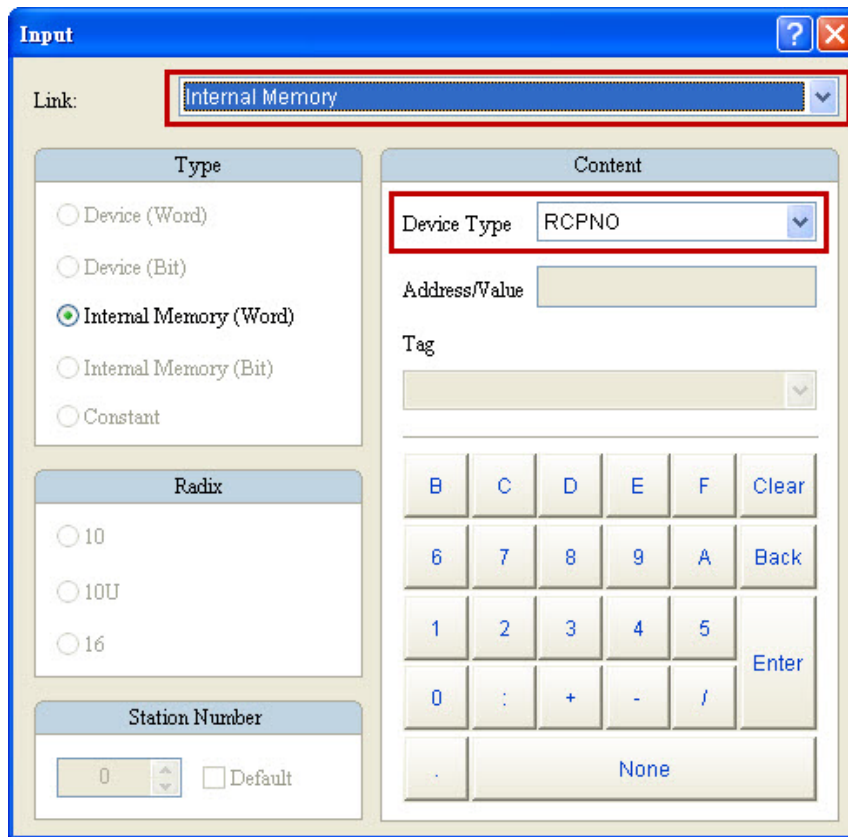 Input
Link:
Internal Memory
Type
Device (Word)
Device (Bit)
Internal Memory (Word)
Internal Memory (Bit)
Constant
Radix
10
10U
16
Station Number
0
Default
Content
Device Type
RCPNO
Address/Value
Tag
B C D E F Clear
6 7 8 9 A Back
1 2 3 4 5
Enter
0 : + - /
. None